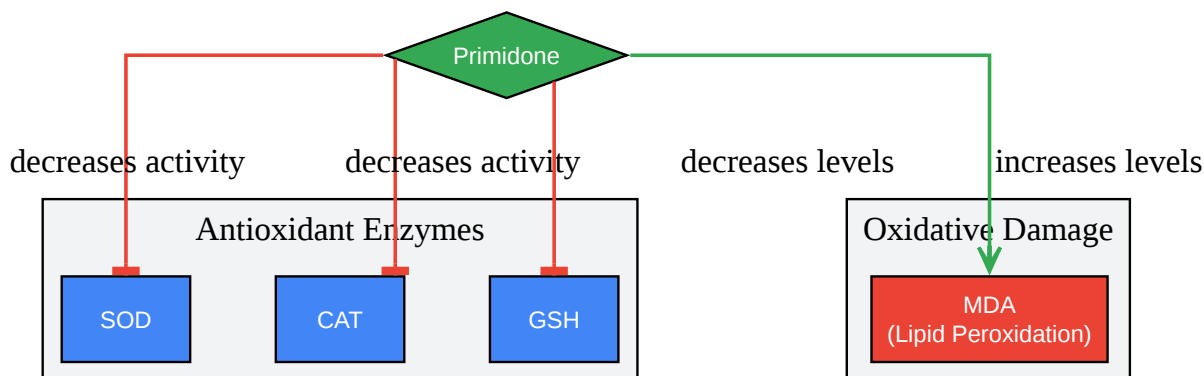 Primidone
decreases activity
decreases activity
decreases levels
increases levels
Antioxidant Enzymes
Oxidative Damage
SOD
CAT
GSH
MDA
(Lipid Peroxidation)